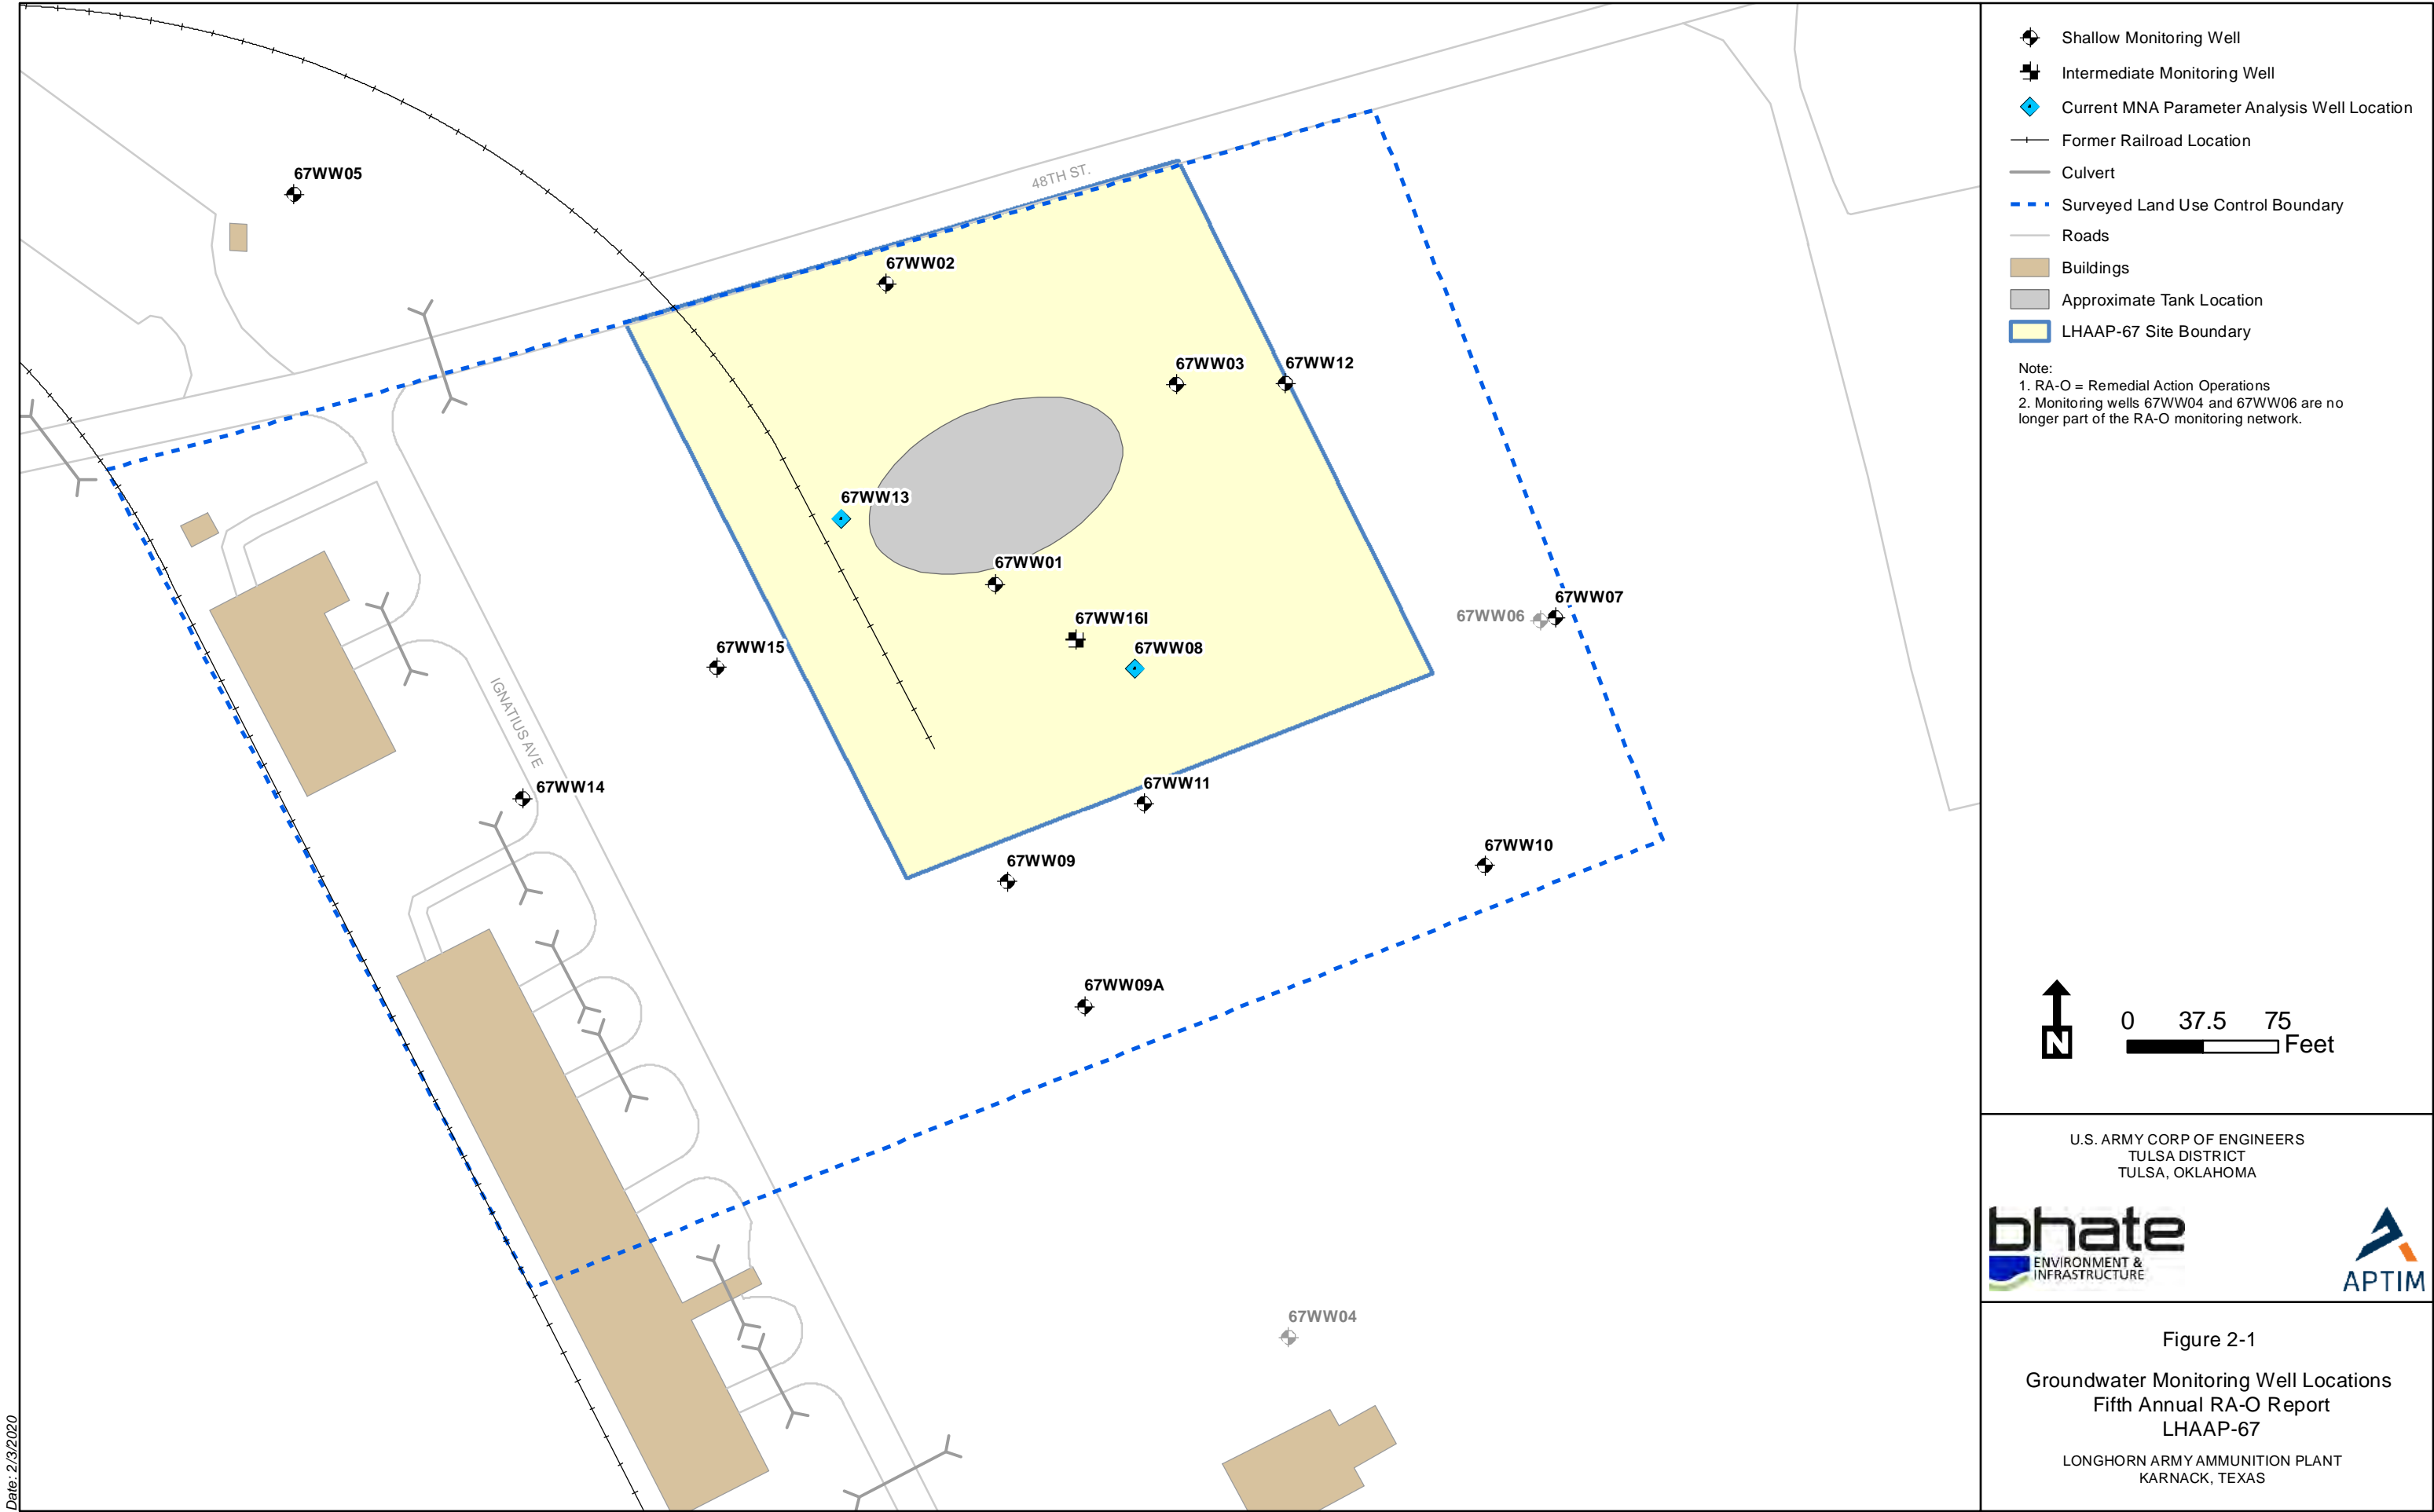 67WW05
48TH ST.
67WW02
67WW03
67WW12
67WW13
67WW01
67WW06
67WW07
67WW16I
67WW15
67WW08
IGNATIUS AVE
67WW14
67WW11
67WW10
67WW09
67WW09A
67WW04
Date: 2/3/2020
Shallow Monitoring Well
Intermediate Monitoring Well
Current MNA Parameter Analysis Well Location
Former Railroad Location
Culvert
Surveyed Land Use Control Boundary
Roads
Buildings
Approximate Tank Location
LHAAP-67 Site Boundary
Note:
1. RA-O = Remedial Action Operations
2. Monitoring wells 67WW04 and 67WW06 are no
longer part of the RA-O monitoring network.
N
0 37.5 75
Feet
U.S. ARMY CORP OF ENGINEERS
TULSA DISTRICT
TULSA, OKLAHOMA
bhate
ENVIRONMENT &
INFRASTRUCTURE
APTIM
Figure 2-1
Groundwater Monitoring Well Locations
Fifth Annual RA-O Report
LHAAP-67
LONGHORN ARMY AMMUNITION PLANT
KARNACK, TEXAS